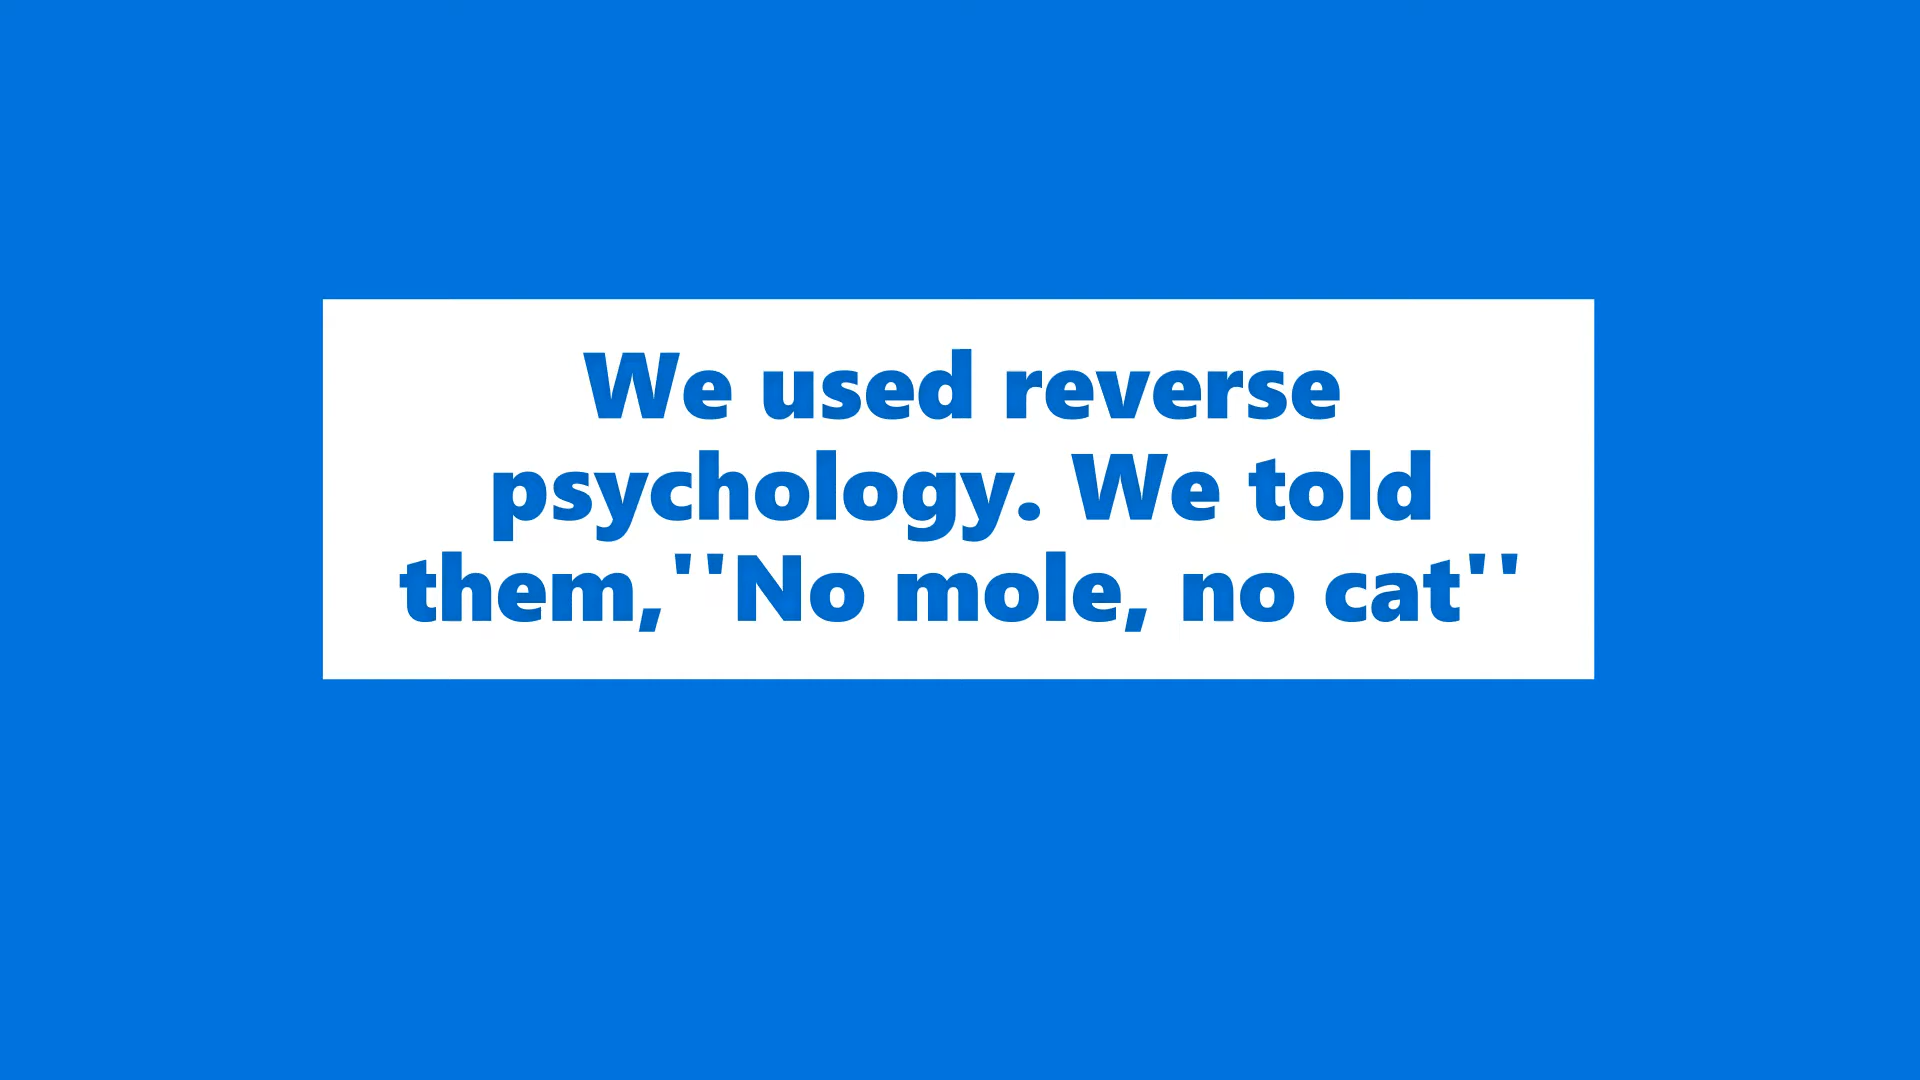 We used reverse
psychology. We told
them,''No mole, no cat''